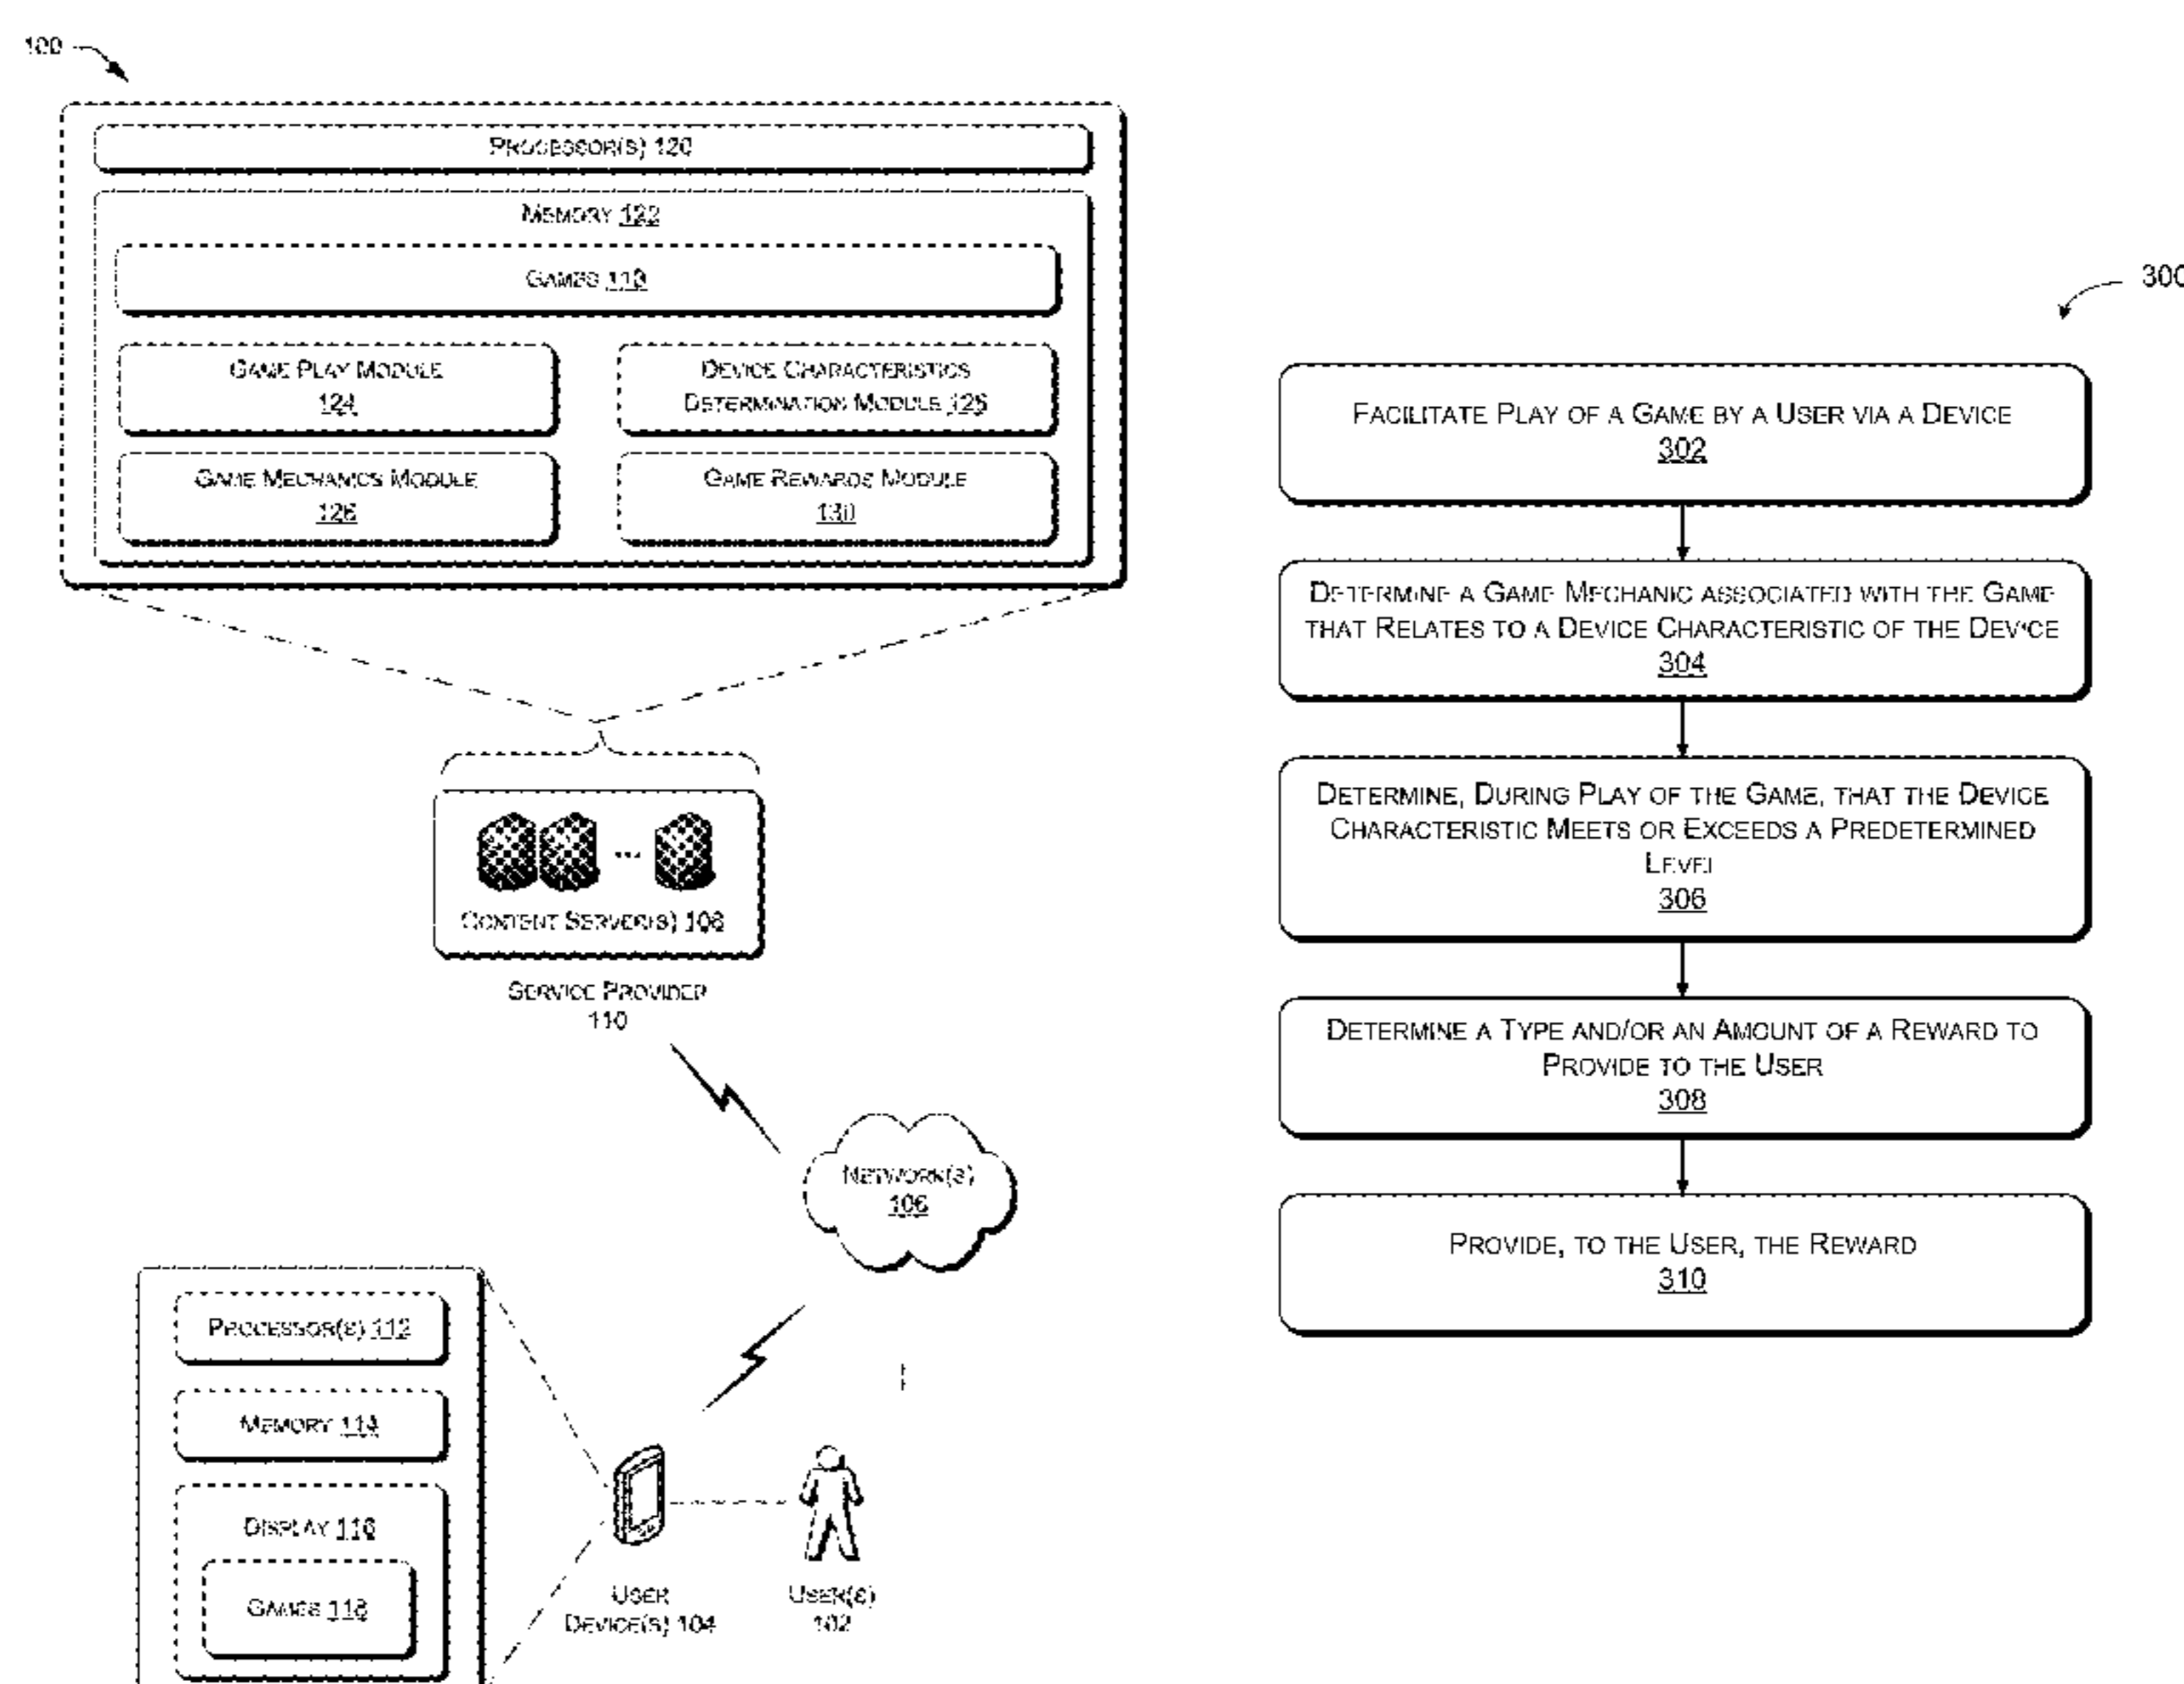 100
PROCESSOR(S) 120
MEMORY 122
GAMES 118
GAME PLAY MODULE
124
DEVICE CHARACTERISTICS
DETERMINATION MODULE
GAME MECHANICS MODULE
GAME REWARDS MODULE
130
CONTENT SERVER(S) 108
SERVICE PROVIDER
110
NETWORK(S)
106
PROCESSOR(S) 112
MEMORY 114
DISPLAY 116
GAMES 118
USER
DEVICE(S) 104
USER(S)
102
300
FACILITATE PLAY OF A GAME BY A USER VIA A DEVICE
302
DETERMINE A GAME MECHANIC ASSOCIATED WITH THE GAME
THAT RELATES TO A DEVICE CHARACTERISTIC OF THE DEVICE
304
DETERMINE, DURING PLAY OF THE GAME, THAT THE DEVICE
CHARACTERISTIC MEETS OR EXCEEDS A PREDETERMINED
LEVEL
306
DETERMINE A TYPE AND/OR AN AMOUNT OF A REWARD TO
PROVIDE TO THE USER
308
PROVIDE, TO THE USER, THE REWARD
310